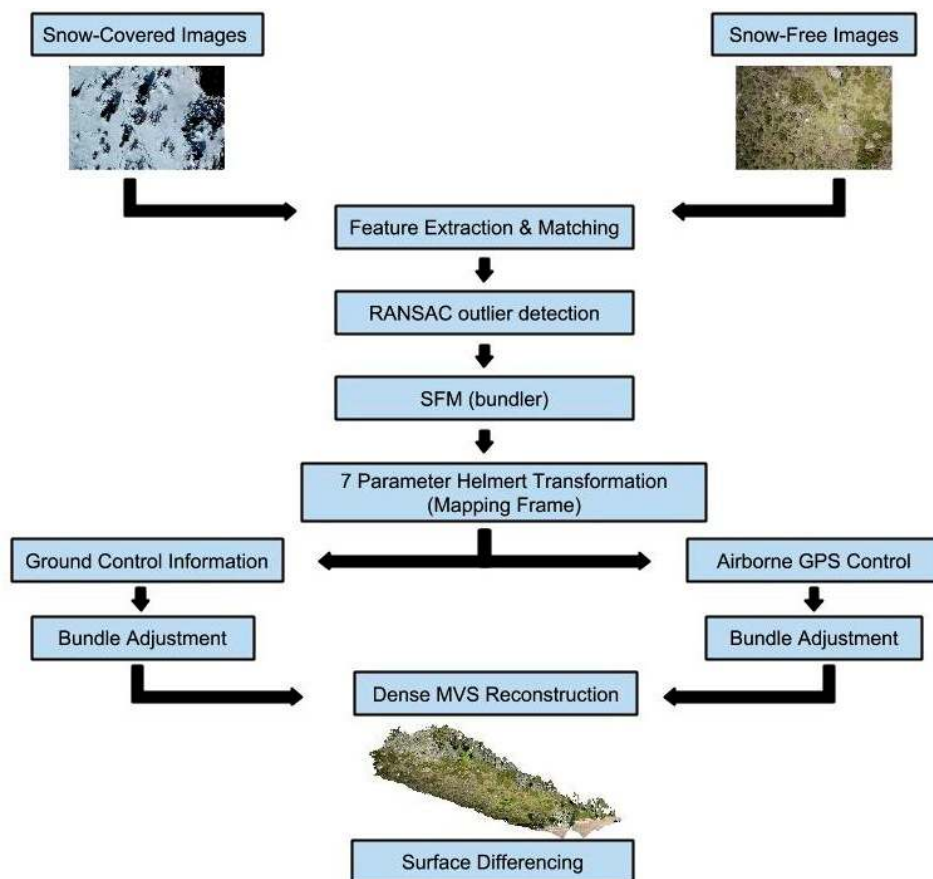 Snow-Covered Images
Snow-Free Images
Feature Extraction & Matching
RANSAC outlier detection
SFM (bundler)
7 Parameter Helmert Transformation
(Mapping Frame)
Ground Control Information
Airborne GPS Control
Bundle Adjustment
Bundle Adjustment
Dense MVS Reconstruction
Surface Differencing